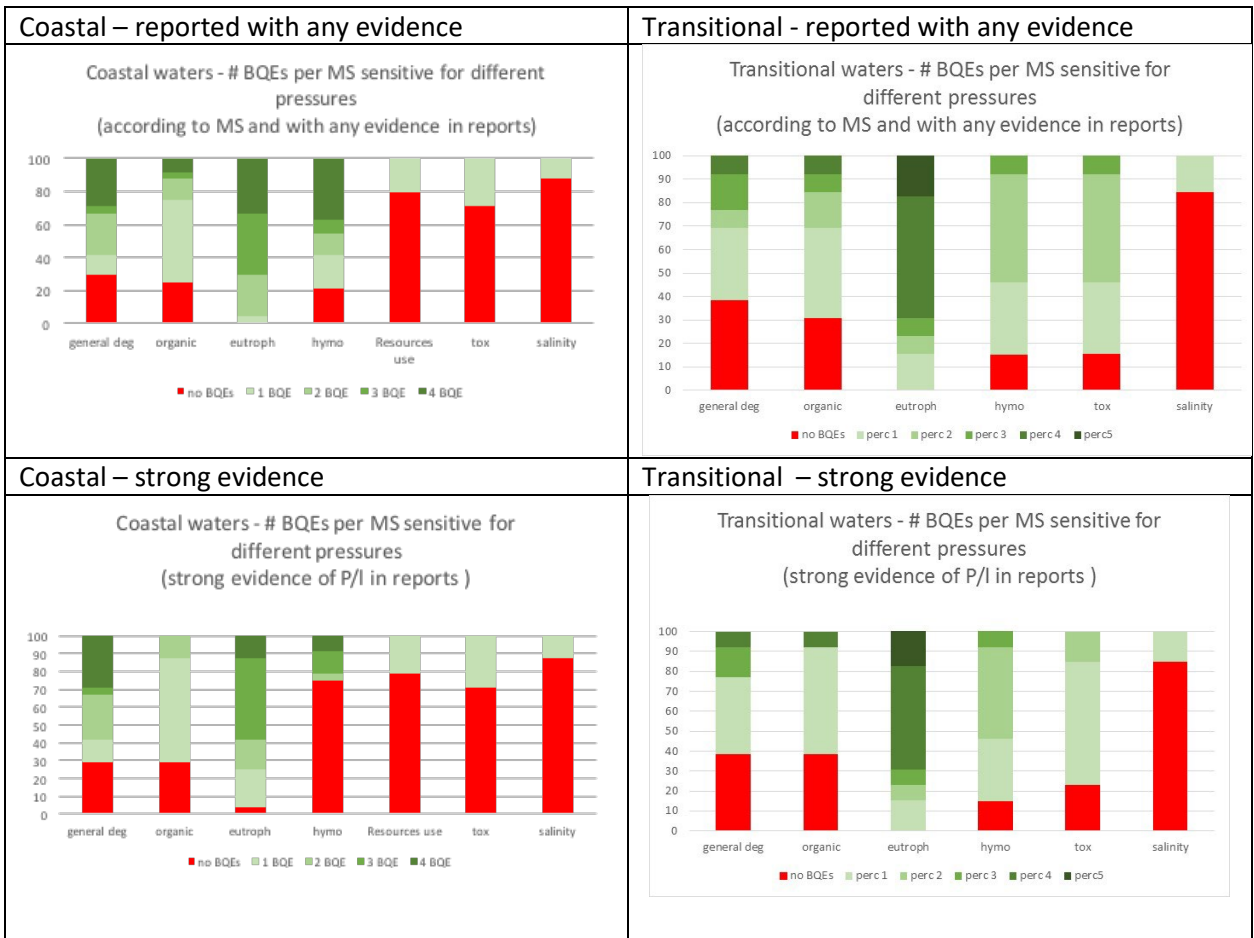 Coastal – reported with any evidence
Coastal waters - # BQEs per MS sensitive for different
pressures
(according to MS and with any evidence in reports)
100
80
60
40
20
0
general deg organic eutroph hymo Resources use tox salinity
no BQEs 1 BQE 2 BQE 3 BQE 4 BQE
Transitional - reported with any evidence
Transitional waters - # BQEs per MS sensitive for
different pressures
(according to MS and with any evidence in reports)
100
90
80
70
60
50
40
30
20
10
0
general deg organic eutroph hymo tox salinity
no BQEs perc 1 perc 2 perc 3 perc 4 perc5
Coastal – strong evidence
Coastal waters - # BQEs per MS sensitive for
different pressures
(strong evidence of P/I in reports )
100
90
80
70
60
50
40
30
20
10
0
general deg organic eutroph hymo Resources use tox salinity
no BQEs 1 BQE 2 BQE 3 BQE 4 BQE
Transitional – strong evidence
Transitional waters - # BQEs per MS sensitive for
different pressures
(strong evidence of P/I in reports )
100
90
80
70
60
50
40
30
20
10
0
general deg organic eutroph hymo tox salinity
no BQEs perc 1 perc 2 perc 3 perc 4 perc5